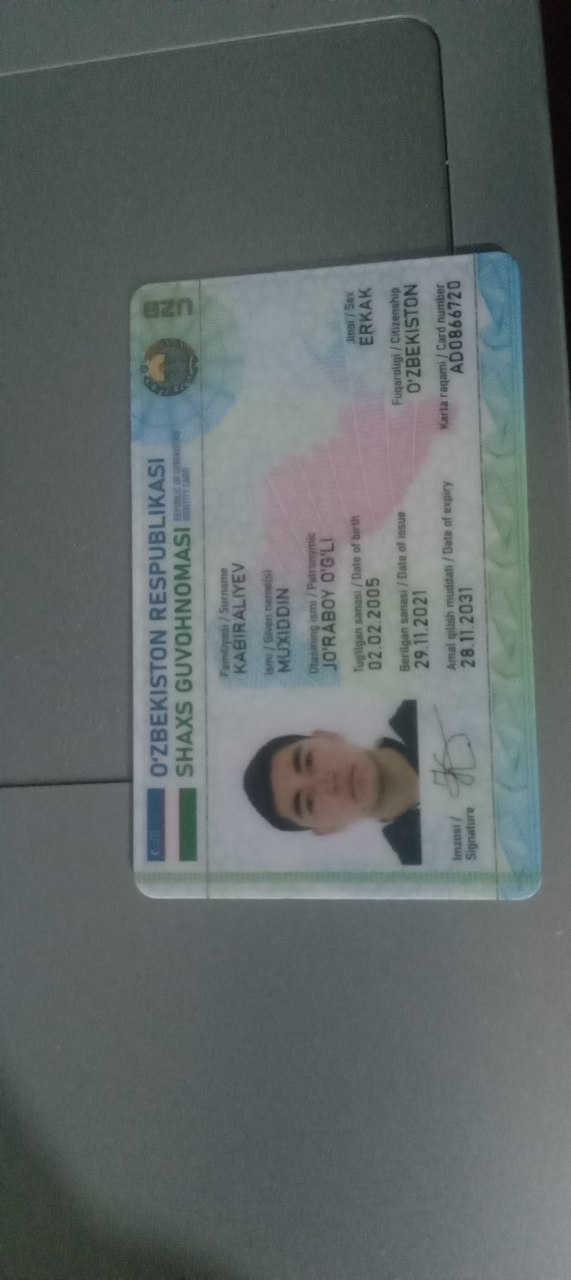 O'ZBEKISTON RESPUBLIKASI
SHAXS GUVOHNOMASI
REPUBLIC OF UZBEKISTAN
IDENTITY CARD
UZB
Familiyasi / Surname
KABIRALIYEV
Ismi / Given name(s)
MUXIDDIN
Otasining ismi / Patronymic
JO'RABOY O'G'LI
Tug'ilgan sanasi / Date of birth
02.02.2005
Jinsi / Sex
ERKAK
Berilgan sanasi / Date of issue
29.11.2021
Fuqaroligi / Citizenship
O'ZBEKISTON
Amal qilish muddati / Date of expiry
28.11.2031
Karta raqami / Card number
AD0866720
Imzosi /
Signature